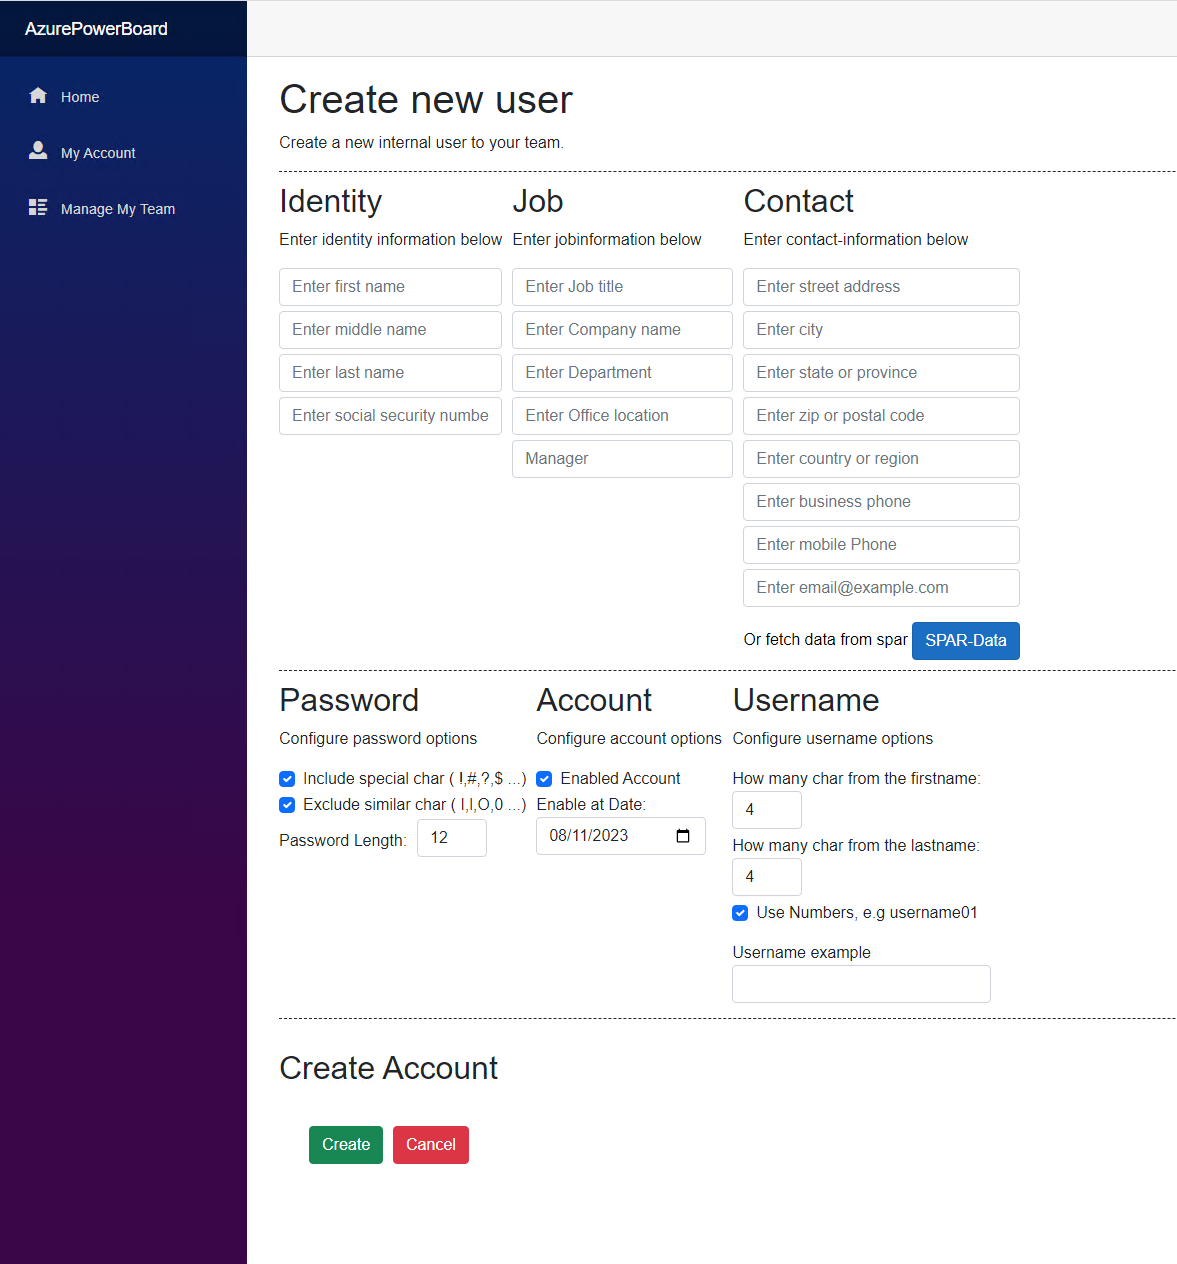 AzurePowerBoard
Home
My Account
Manage My Team
Create new user
Create a new internal user to your team.
Identity
Enter identity information below
Enter first name
Enter middle name
Enter last name
Enter social security numbe
Job
Enter jobinformation below
Enter Job title
Enter Company name
Enter Department
Enter Office location
Manager
Contact
Enter contact-information below
Enter street address
Enter city
Enter state or province
Enter zip or postal code
Enter country or region
Enter business phone
Enter mobile Phone
Enter email@example.com
Or fetch data from spar SPAR-Data
Password
Configure password options
Include special char ( !,#,?,$ ...)
Exclude similar char ( I,l,O,0 ...)
Password Length: 12
Account
Configure account options
Enabled Account
Enable at Date:
08/11/2023
Username
Configure username options
How many char from the firstname:
4
How many char from the lastname:
4
Use Numbers, e.g username01
Username example
Create Account
Create Cancel